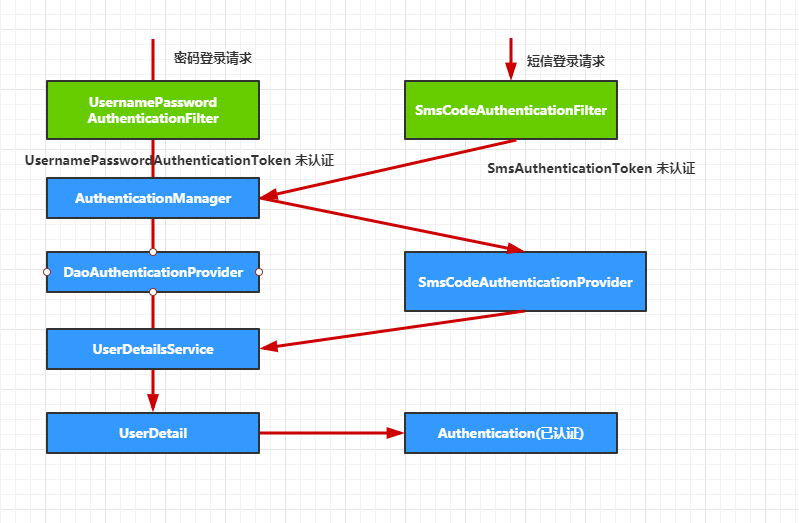 密码登录请求
短信登录请求
UsernamePassword
AuthenticationFilter
SmsCodeAuthenticationFilter
UsernamePasswordAuthenticationToken 未认证
SmsAuthenticationToken 未认证
AuthenticationManager
DaoAuthenticationProvider
SmsCodeAuthenticationProvider
UserDetailsService
UserDetail
Authentication(已认证)